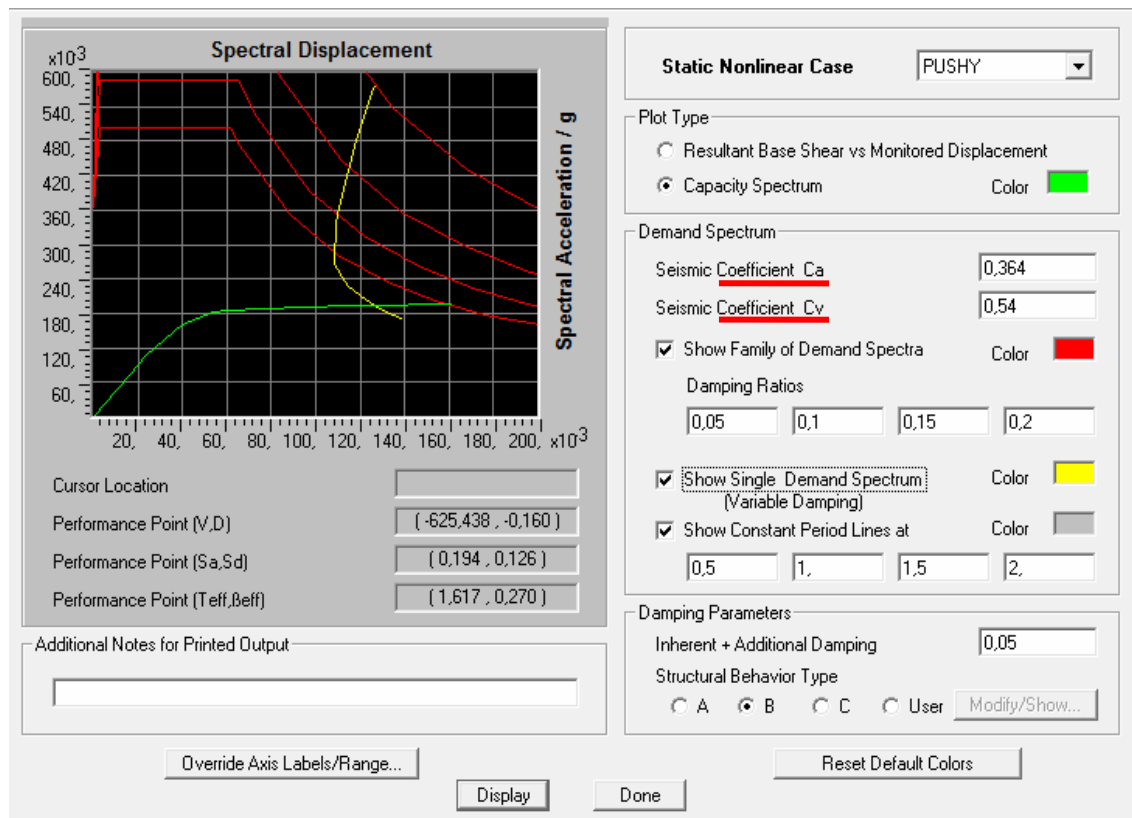 Spectral Displacement
x10-3
600,
540,
480,
420,
360,
300,
240,
180,
120,
60,
Spectral Acceleration / g
20, 40, 60, 80, 100, 120, 140, 160, 180, 200, x10-3
Cursor Location
Performance Point (V,D) ( -625,438 , -0,160 )
Performance Point (Sa,Sd) ( 0,194 , 0,126 )
Performance Point (Teff,ßeff) ( 1,617 , 0,270 )
Additional Notes for Printed Output
Override Axis Labels/Range...
Static Nonlinear Case PUSHY
Plot Type
Resultant Base Shear vs Monitored Displacement
Capacity Spectrum Color
Demand Spectrum
Seismic Coefficient Ca 0,364
Seismic Coefficient Cv 0,54
Show Family of Demand Spectra Color
Damping Ratios
0,05 0,1 0,15 0,2
Show Single Demand Spectrum Color
(Variable Damping)
Show Constant Period Lines at Color
0,5 1, 1,5 2,
Damping Parameters
Inherent + Additional Damping 0,05
Structural Behavior Type
A B C User Modify/Show...
Reset Default Colors
Display Done